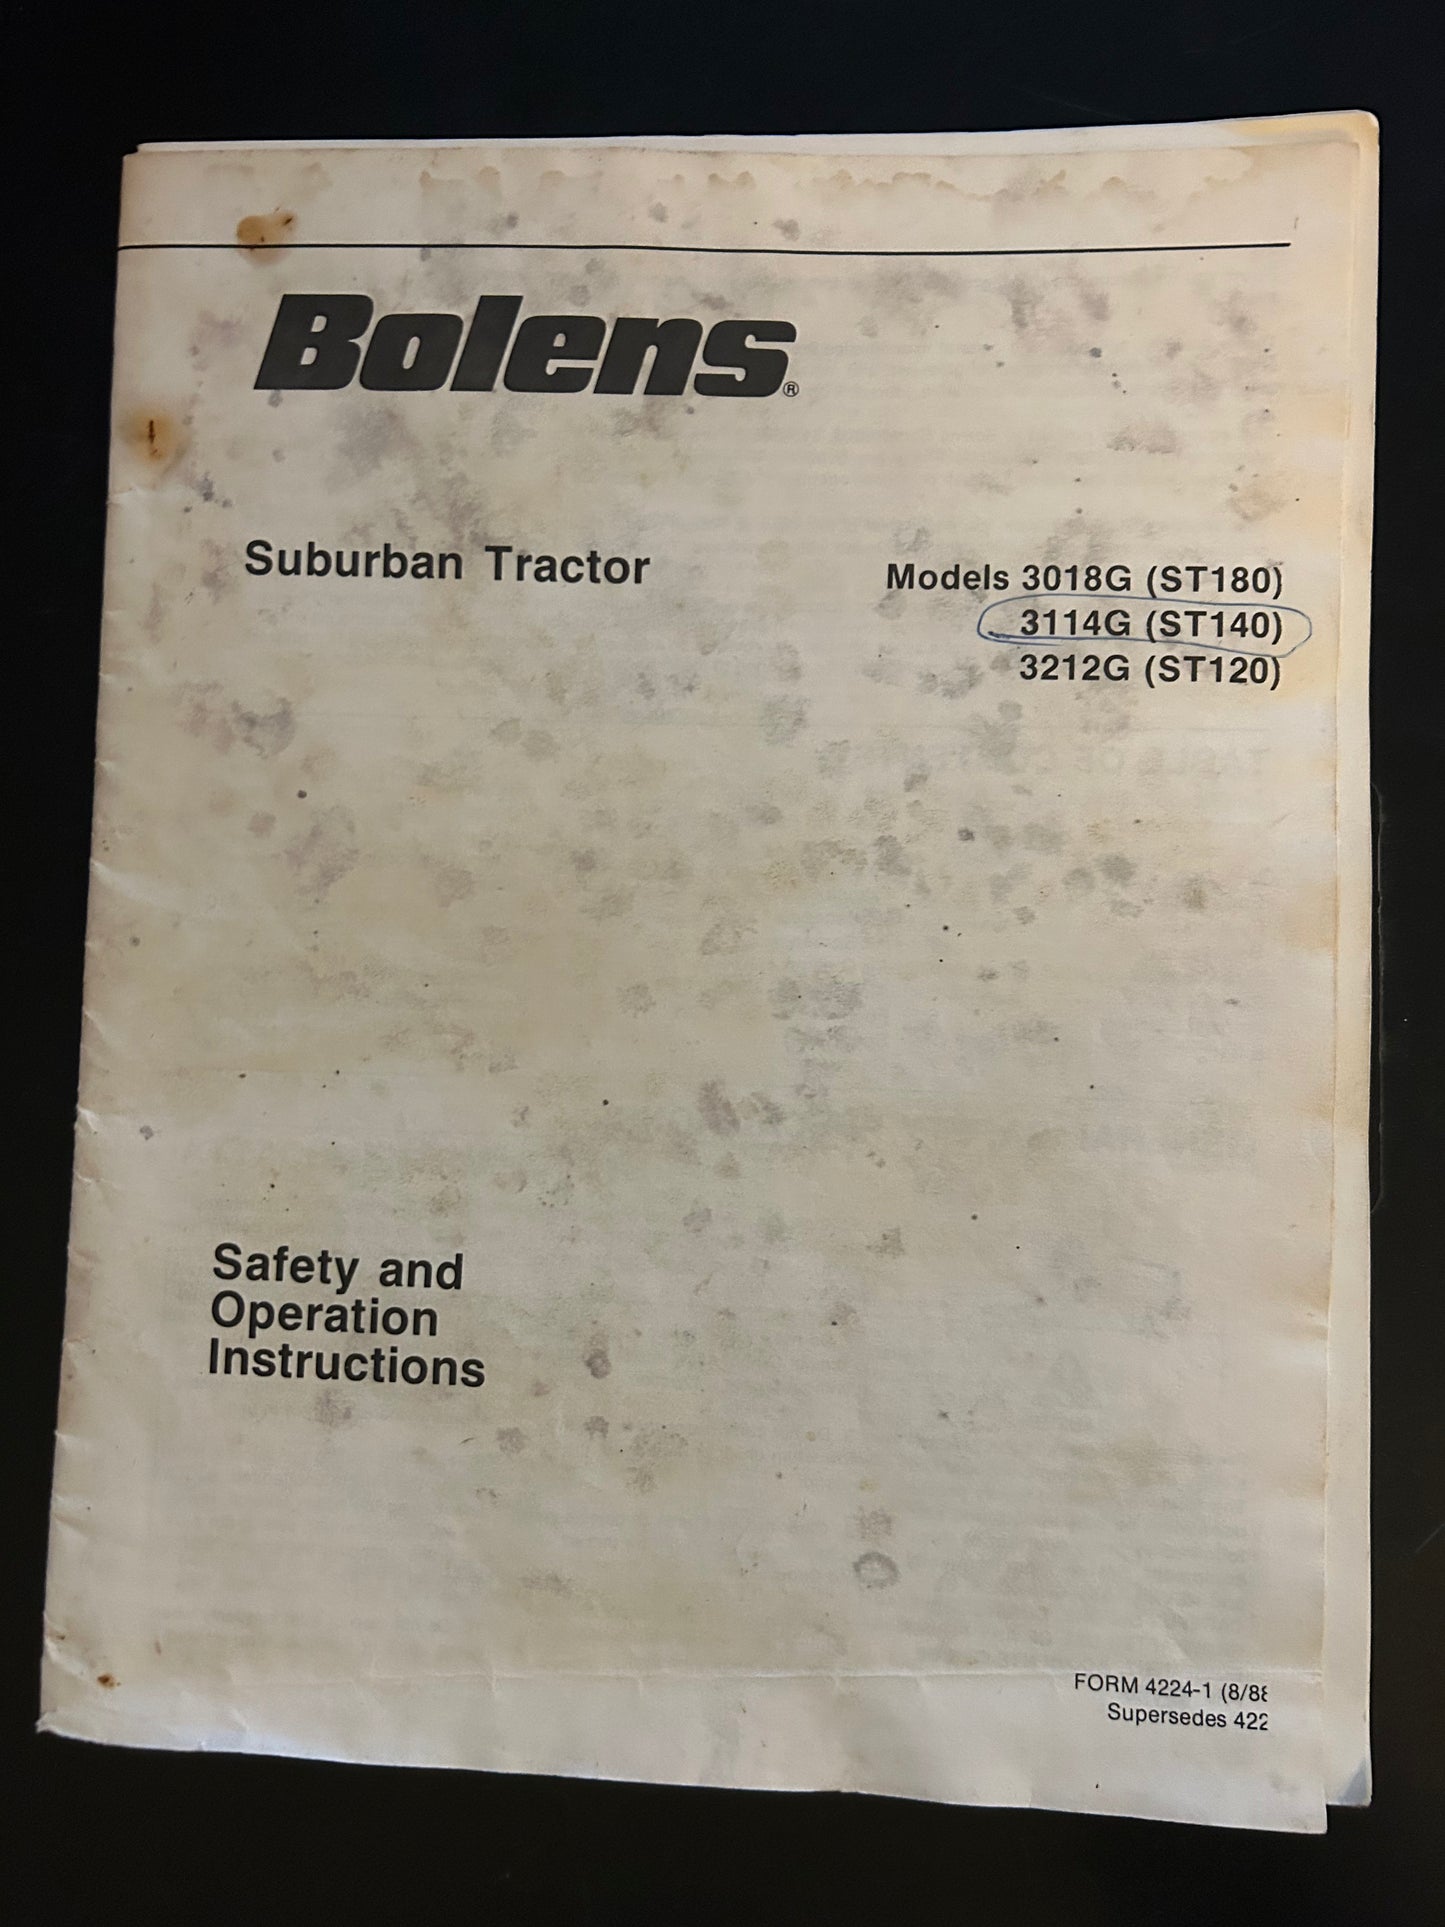 Bolens®
Suburban Tractor
Models 3018G (ST180)
3114G (ST140)
3212G (ST120)
Safety and
Operation
Instructions
FORM 4224-1 (8/88
Supersedes 422